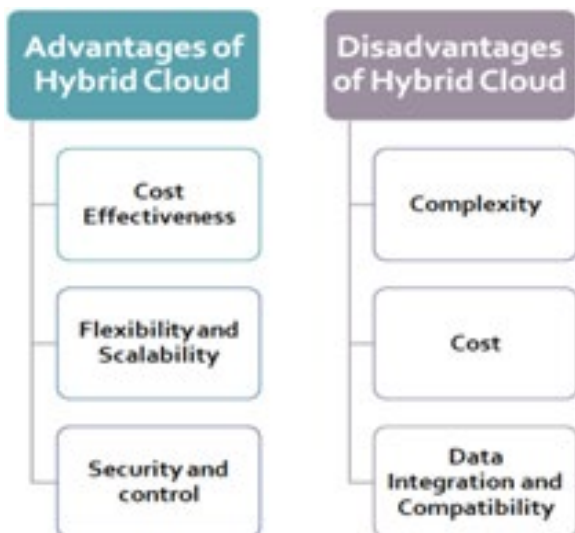 Advantages of
Hybrid Cloud
Cost
Effectiveness
Flexibility and
Scalability
Security and
control
Disadvantages
of Hybrid Cloud
Complexity
Cost
Data
Integration and
Compatibility